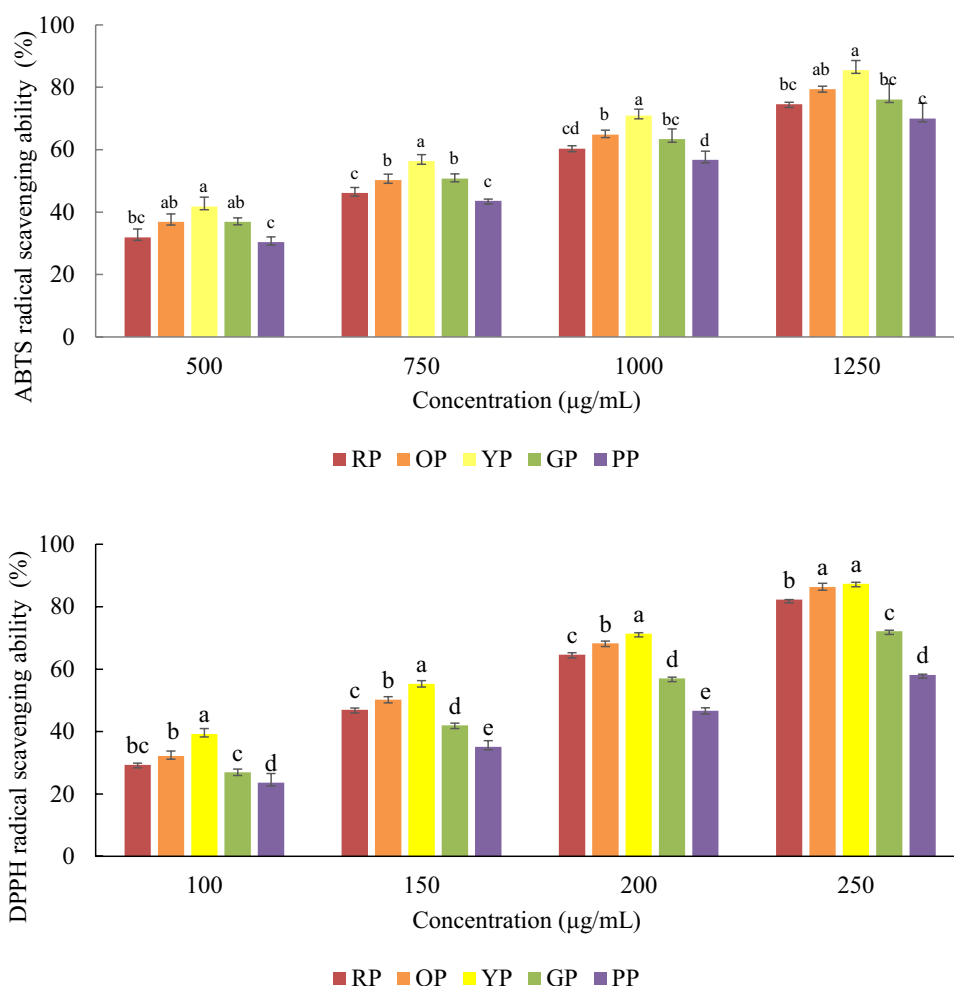 ABTS radical scavenging ability (%)
100
80
60
40
20
0
bc ab a ab c
c b a b c
cd b a bc d
bc ab a bc c
500 750 1000 1250
Concentration (μg/mL)
RP OP YP GP PP
DPPH radical scavenging ability (%)
100
80
60
40
20
0
bc b a c d
c b a d e
c b a d e
b a a c d
100 150 200 250
Concentration (μg/mL)
RP OP YP GP PP